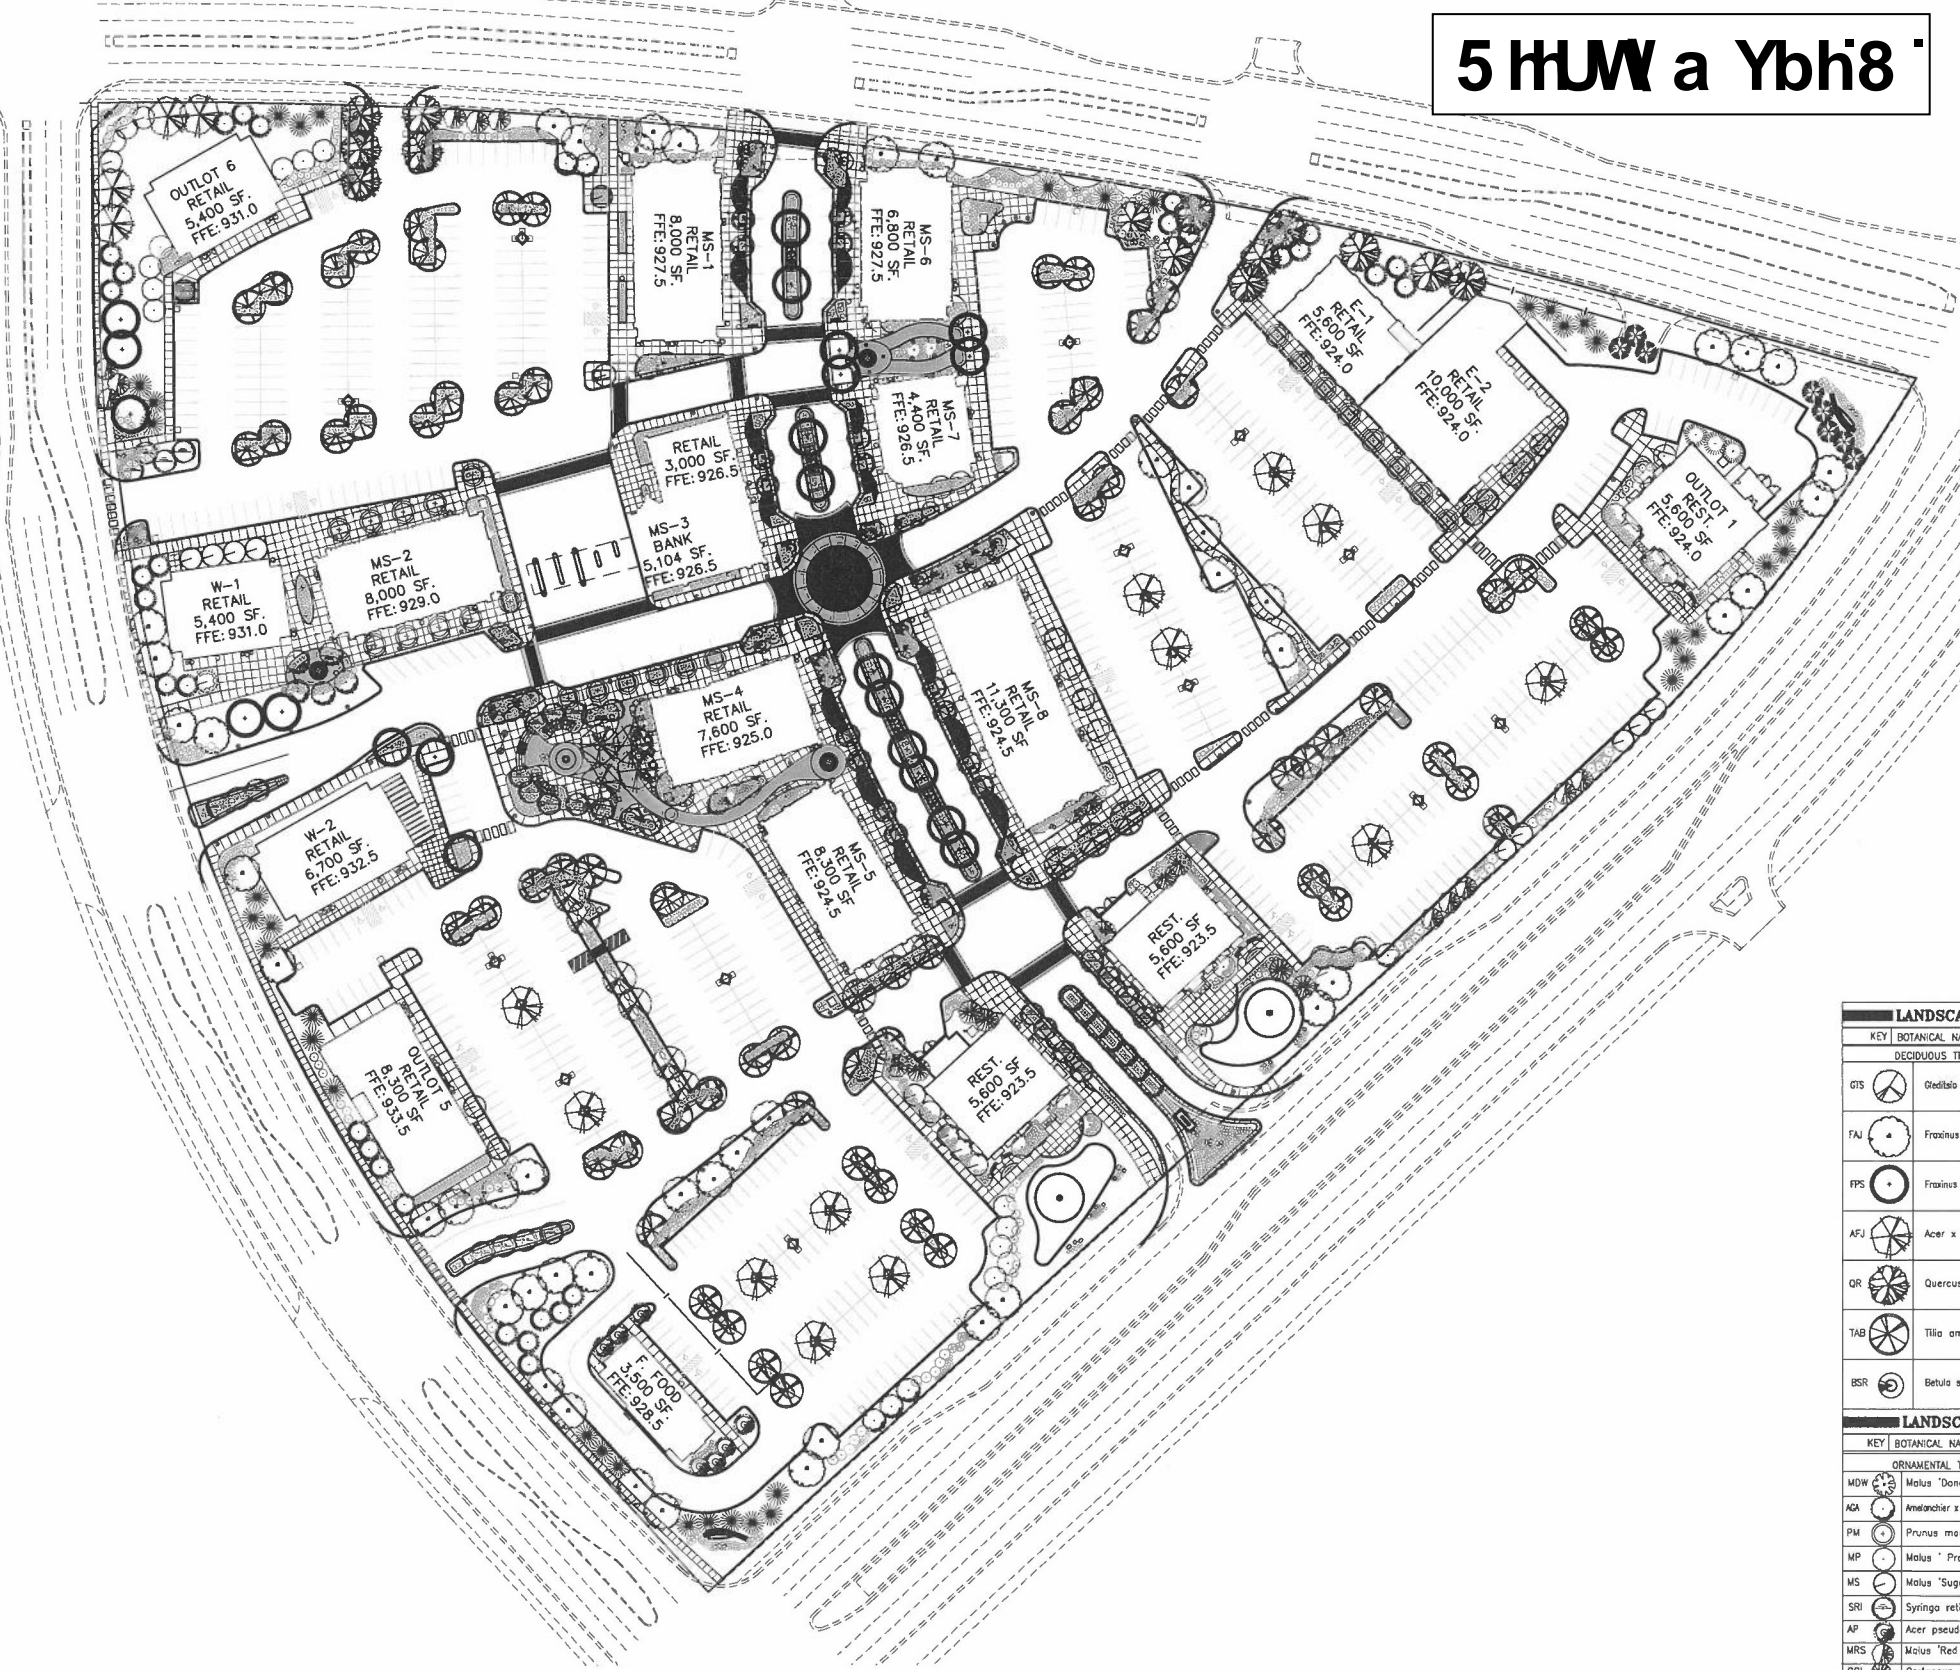 5 hhUW a Ybh8
OUTLOT 6
RETAIL
5,400 SF.
FFE: 931.0
MS-1
RETAIL
8,000 SF.
FFE: 927.5
MS-6
RETAIL
6,800 SF.
FFE: 927.5
E-1
RETAIL
5,600 SF
FFE: 924.0
E-2
RETAIL
10,000 SF.
FFE: 924.0
MS-7
RETAIL
4,400 SF.
FFE: 926.5
RETAIL
3,000 SF.
FFE: 926.5
OUTLOT 1
REST.
5,600 SF
FFE: 924.0
MS-3
BANK
5,104 SF.
FFE: 926.5
MS-2
RETAIL
8,000 SF.
FFE: 929.0
W-1
RETAIL
5,400 SF.
FFE: 931.0
MS-4
RETAIL
7,600 SF.
FFE: 925.0
MS-8
RETAIL
11,300 SF
FFE: 924.5
W-2
RETAIL
6,700 SF.
FFE: 932.5
MS-5
RETAIL
8,300 SF
FFE: 924.5
REST.
5,600 SF
FFE: 923.5
OUTLOT 5
RETAIL
8,300 SF
FFE: 933.5
REST.
5,600 SF
FFE: 923.5
F. FOOD
3,500 SF.
FFE: 928.5
LANDSCA
KEY BOTANICAL NA
DECIDUOUS T
GTS Gleditsia
FAJ Fraxinus
FPS Fraxinus
AFJ Acer x
QR Quercus
TAB Tilia am
BSR Betula s
LANDSC
KEY BOTANICAL NA
ORNAMENTAL T
MDW Malus 'Don
AGA Amelanchier x
PM Prunus ma
MP Malus ' Pr
MS Malus 'Sug
SRI Syringa ret
AP Acer pseud
MRS Malus 'Red